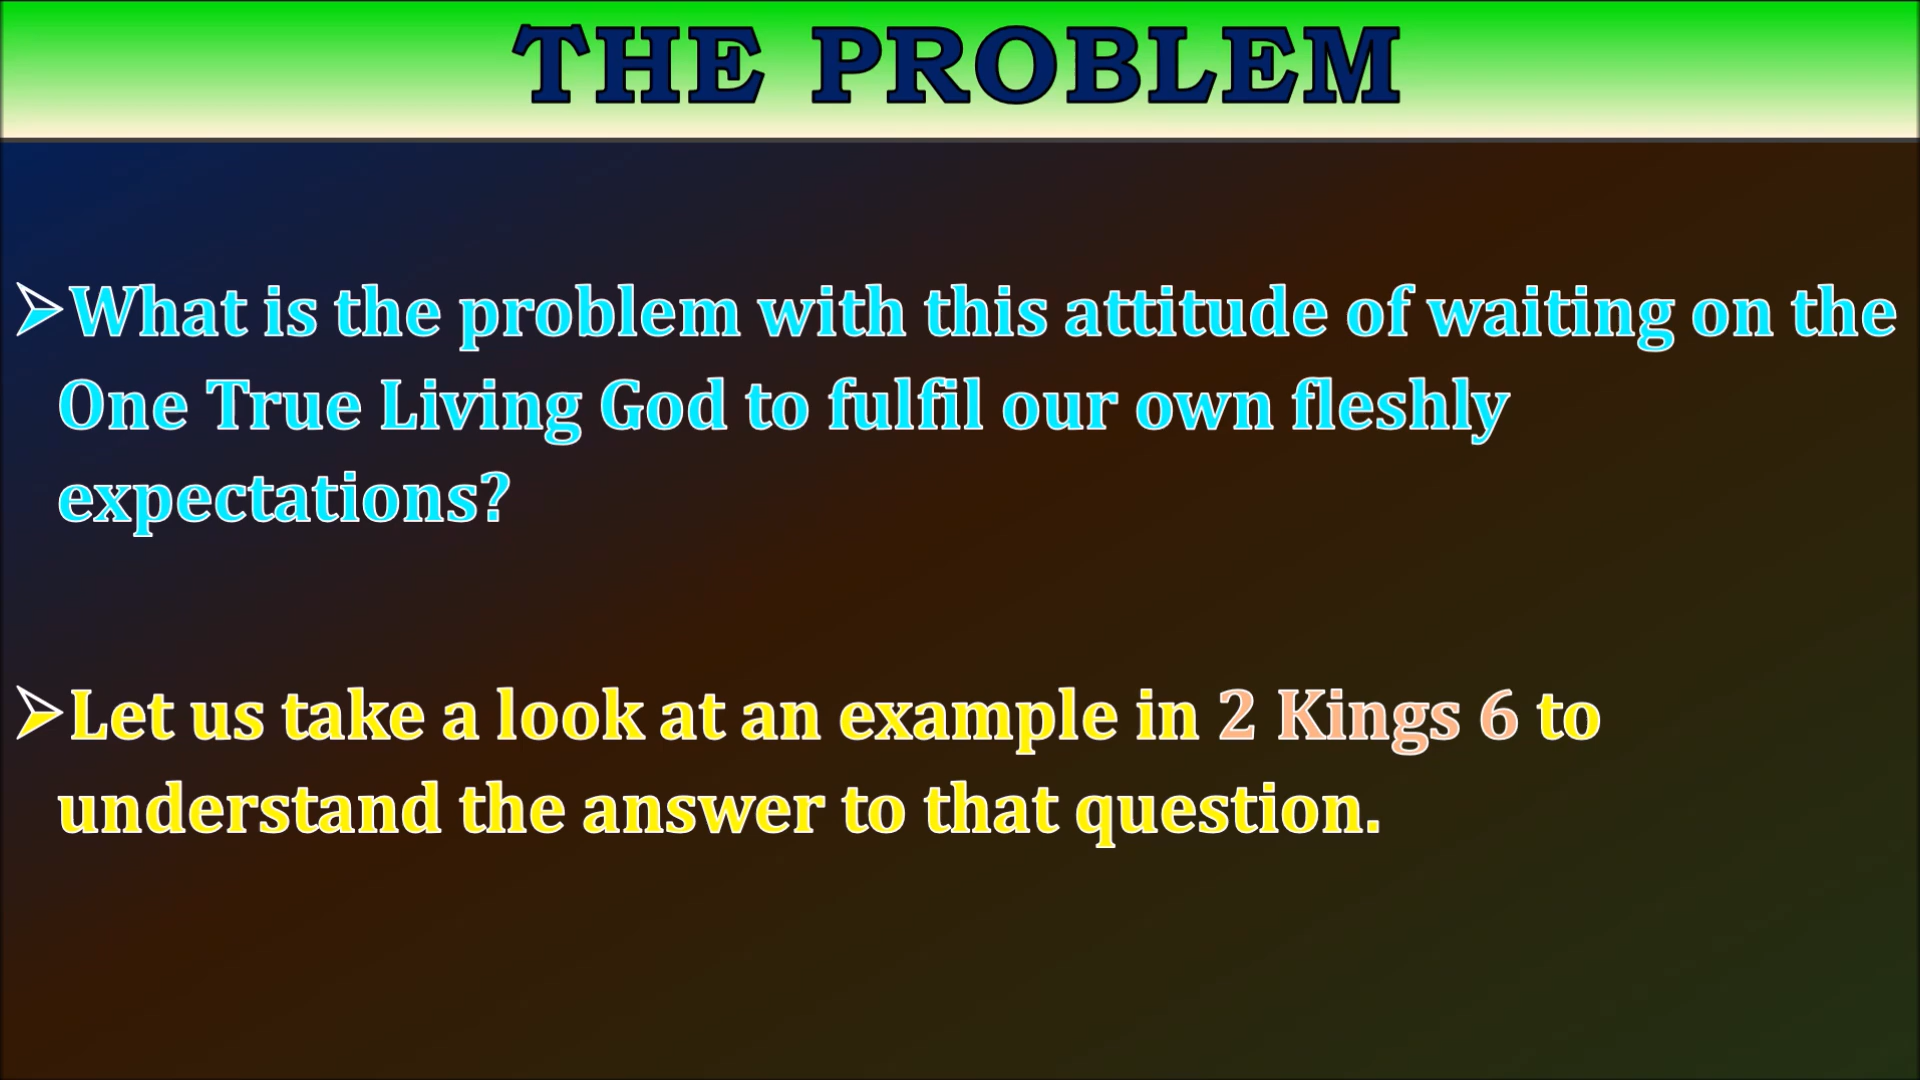 THE PROBLEM
➢What is the problem with this attitude of waiting on the
One True Living God to fulfil our own fleshly
expectations?
➢Let us take a look at an example in 2 Kings 6 to
understand the answer to that question.